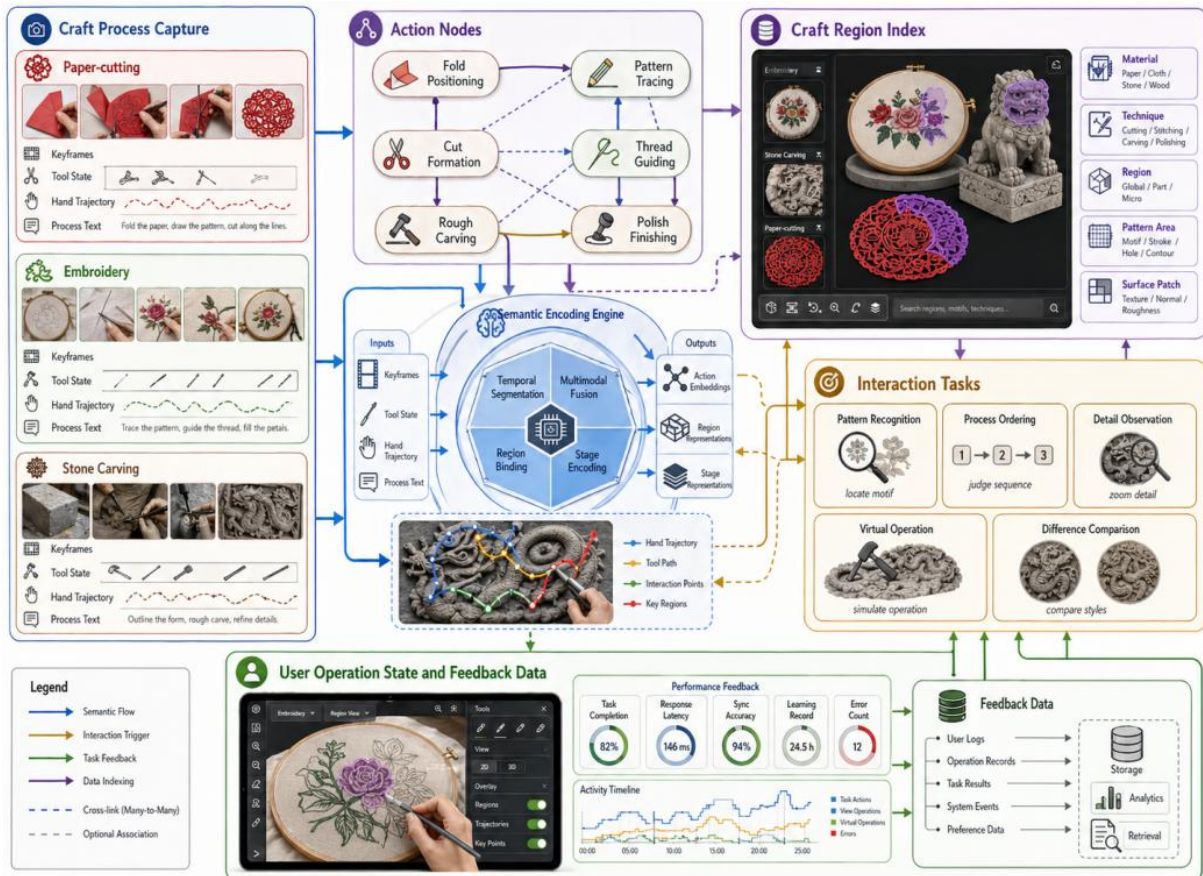 Craft Process Capture
Paper-cutting
Keyframes
Tool State
Hand Trajectory
Process Text
Fold the paper, draw the pattern, cut along the lines.
Embroidery
Keyframes
Tool State
Hand Trajectory
Process Text
Trace the pattern, guide the thread, fill the petals.
Stone Carving
Keyframes
Tool State
Hand Trajectory
Process Text
Outline the form, rough carve, refine details.
Action Nodes
Fold
Positioning
Pattern
Tracing
Cut
Formation
Thread
Guiding
Rough
Carving
Polish
Finishing
Semantic Encoding Engine
Inputs
Keyframes
Tool State
Hand
Trajectory
Process Text
Temporal
Segmentation
Multimodal
Fusion
Region
Binding
Stage
Encoding
Outputs
Action
Embeddings
Region
Representations
Stage
Representations
Hand Trajectory
Tool Path
Interaction Points
Key Regions
Craft Region Index
Embroidery
Stone Carving
Paper-cutting
Search regions, motifs, techniques...
Material
Paper / Cloth /
Stone / Wood
Technique
Cutting / Stitching /
Carving / Polishing
Region
Global / Part /
Micro
Pattern Area
Motif / Stroke /
Hole / Contour
Surface Patch
Texture / Normal /
Roughness
Interaction Tasks
Pattern Recognition
locate motif
Process Ordering
1 2 3
judge sequence
Detail Observation
zoom detail
Virtual Operation
simulate operation
Difference Comparison
compare styles
Legend
Semantic Flow
Interaction Trigger
Task Feedback
Data Indexing
Cross-link (Many-to-Many)
Optional Association
User Operation State and Feedback Data
Embroidery
Region View
Tools
View
2D 3D
Overlay
Regions
Trajectories
Key Points
Performance Feedback
Task
Completion
82%
Response
Latency
146 ms
Sync
Accuracy
94%
Learning
Record
24.5 h
Error
Count
12
Activity Timeline
Task Actions
View Operations
Virtual Operations
Errors
00:00 05:00 10:00 15:00 20:00 25:00
Feedback Data
User Logs
Operation Records
Task Results
System Events
Preference Data
Storage
Analytics
Retrieval